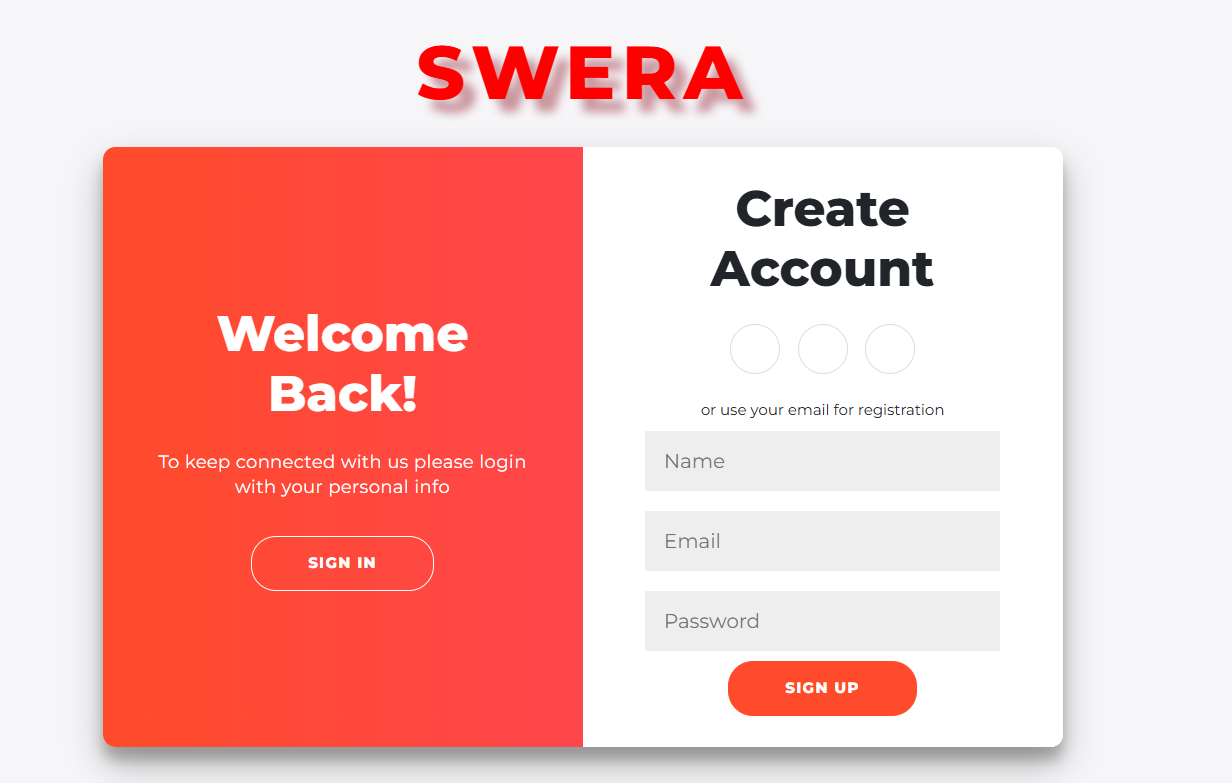 SWERA
Welcome
Back!
To keep connected with us please login
with your personal info
SIGN IN
Create
Account
or use your email for registration
Name
Email
Password
SIGN UP